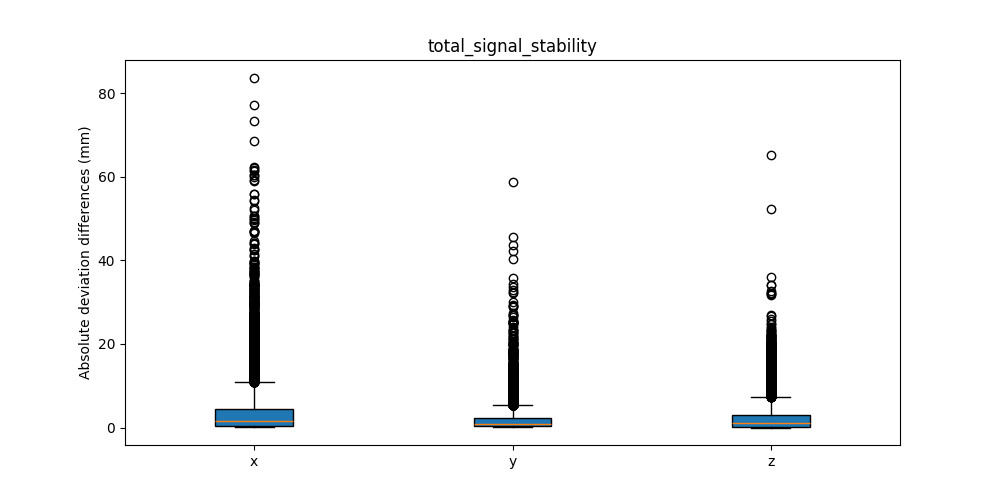 total_signal_stability
Absolute deviation differences (mm)
80
60
40
20
0
x y z